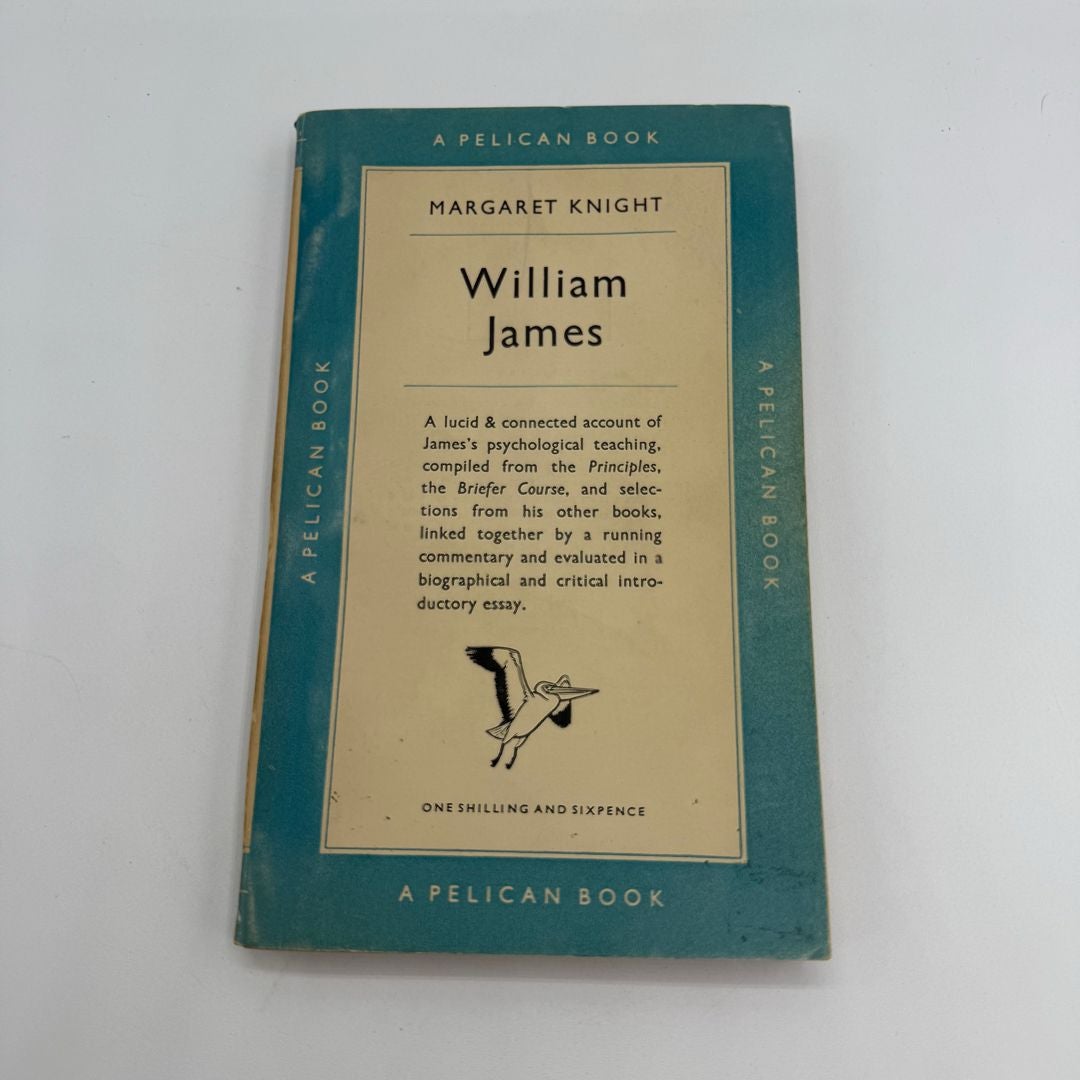 A PELICAN BOOK
MARGARET KNIGHT
William
James
A lucid & connected account of
James's psychological teaching,
compiled from the Principles,
the Briefer Course, and selec-
tions from his other books,
linked together by a running
commentary and evaluated in a
biographical and critical intro-
ductory essay.
ONE SHILLING AND SIXPENCE
A PELICAN BOOK
A PELICAN BOOK
A PELICAN BOOK